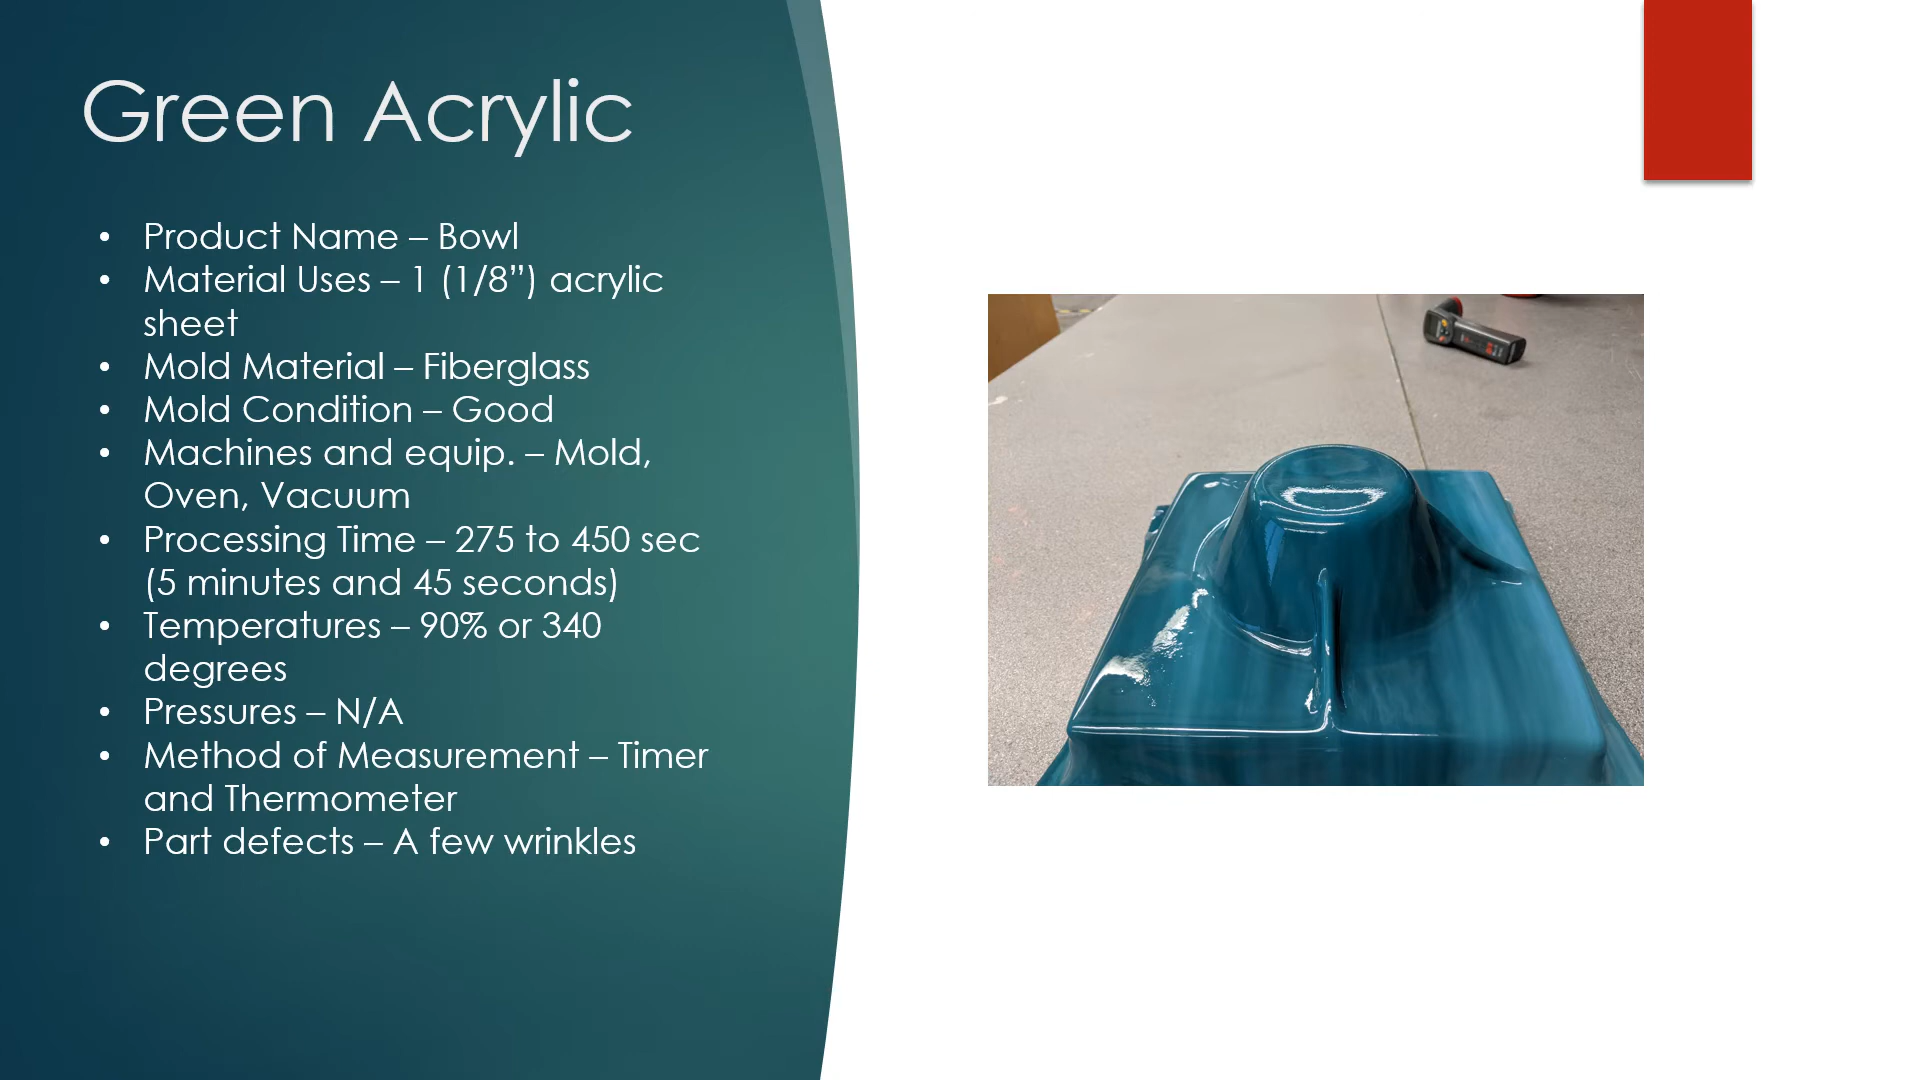 Green Acrylic
• Product Name – Bowl
• Material Uses – 1 (1/8”) acrylic
sheet
• Mold Material – Fiberglass
• Mold Condition – Good
• Machines and equip. – Mold,
Oven, Vacuum
• Processing Time – 275 to 450 sec
(5 minutes and 45 seconds)
• Temperatures – 90% or 340
degrees
• Pressures – N/A
• Method of Measurement – Timer
and Thermometer
• Part defects – A few wrinkles